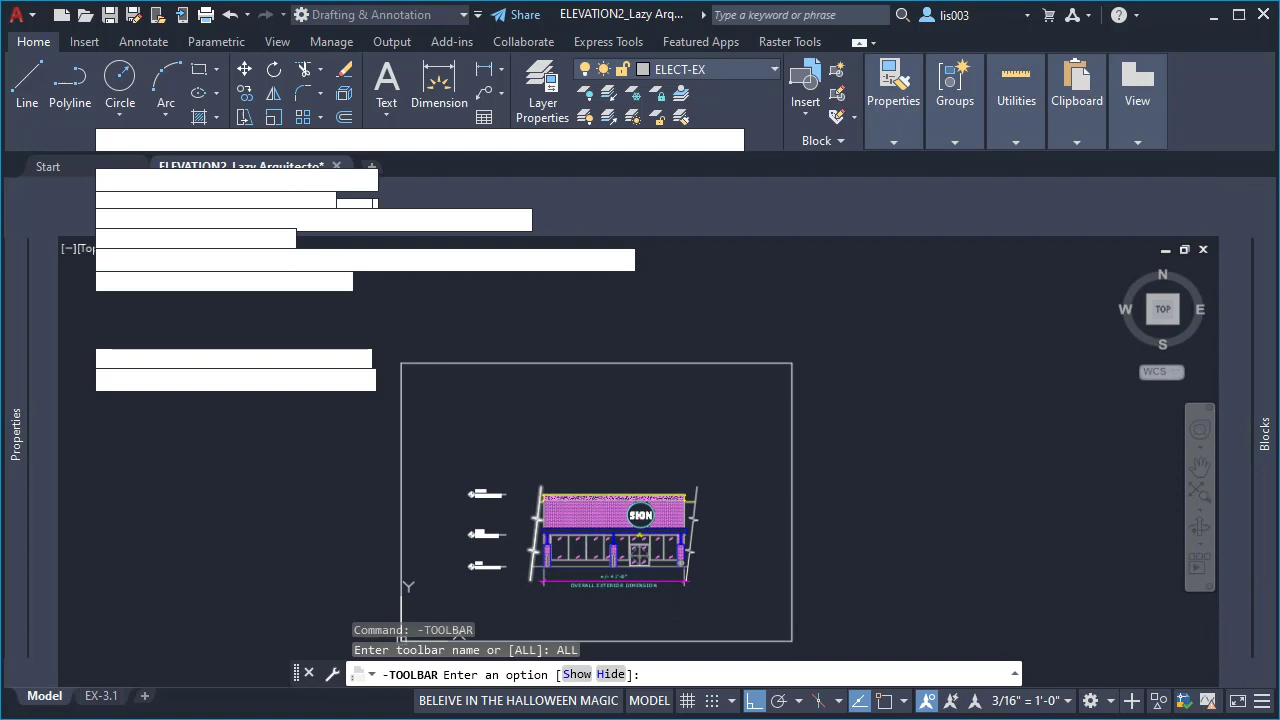 Drafting & Annotation
Share
ELEVATION2_Lazy Arq...
Type a keyword or phrase
lis003
Home
Insert
Annotate
Parametric
View
Manage
Output
Add-ins
Collaborate
Express Tools
Featured Apps
Raster Tools
Line
Polyline
Circle
Arc
Text
Dimension
Layer
Properties
ELECT-EX
Insert
Block
Properties
Groups
Utilities
Clipboard
View
Start
ELEVATION2_Lazy Arquitecto*
[−][Top
N
W
TOP
E
S
WCS
Properties
Blocks
SIGN
OVERALL EXTERIOR DIMENSION
Y
Command: -TOOLBAR
Enter toolbar name or [ALL]: ALL
-TOOLBAR Enter an option [Show Hide]:
Model
EX-3.1
BELEIVE IN THE HALLOWEEN MAGIC
MODEL
3/16" = 1'-0"